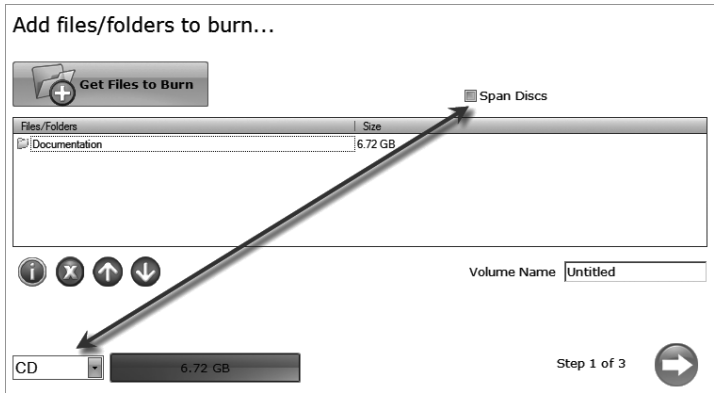 Add files/folders to burn...
Get Files to Burn
Span Discs
Files/Folders Size
Documentation 6.72 GB
Volume Name Untitled
CD 6.72 GB Step 1 of 3